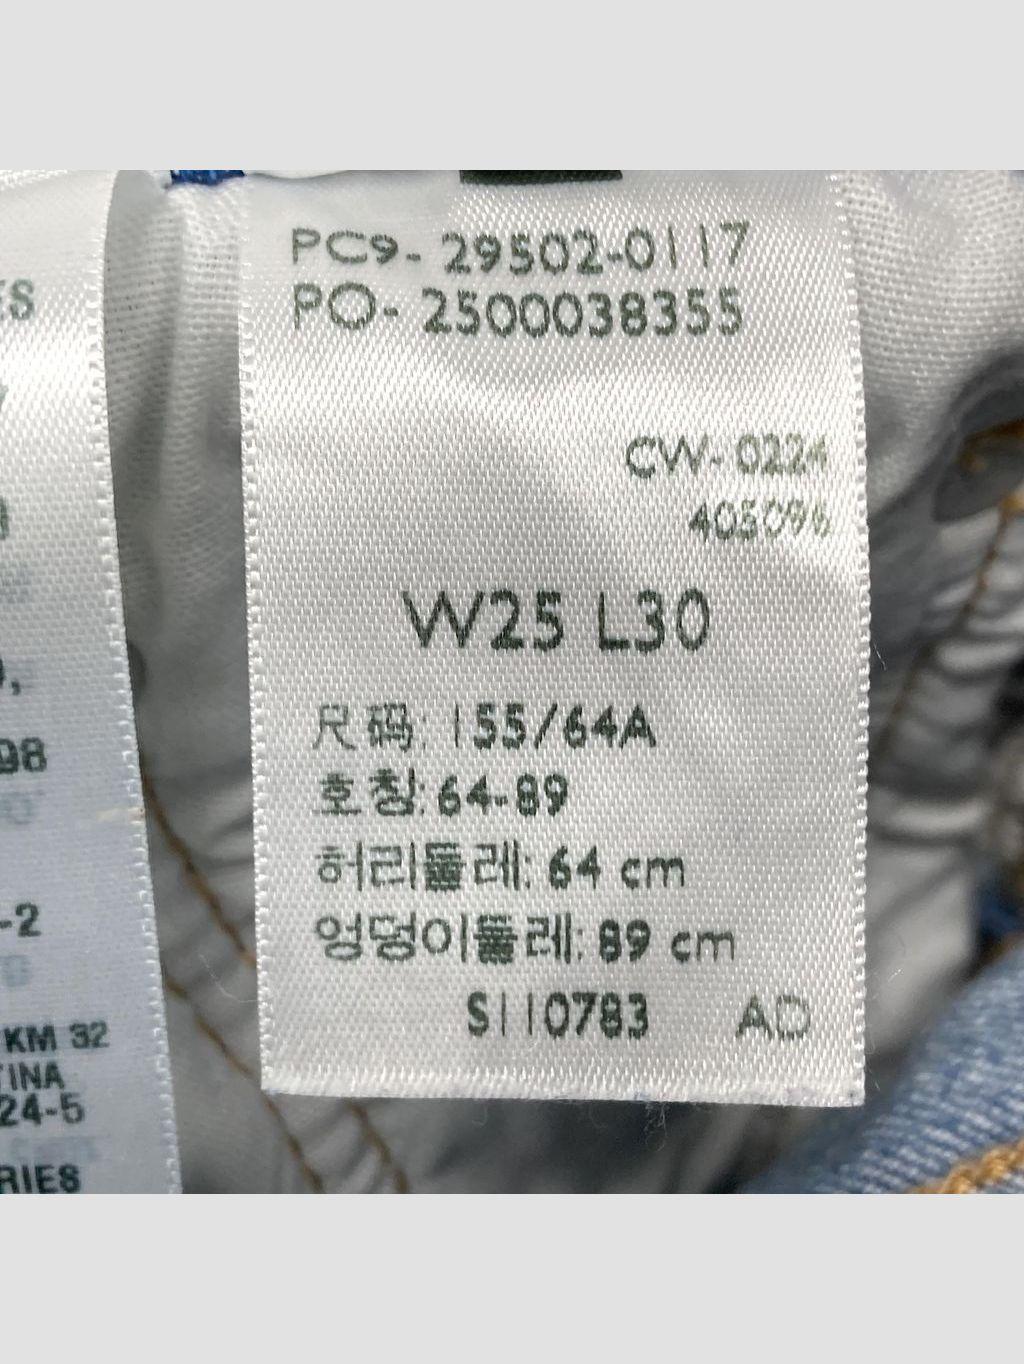 PC9- 29502-0117
PO- 2500038355
CW- 0224
405096
W25 L30
尺码: 155/64A
호칭: 64-89
허리둘레: 64 cm
엉덩이둘레: 89 cm
S110783 AD
98
-2
KM 32
TINA
24-5
RIES